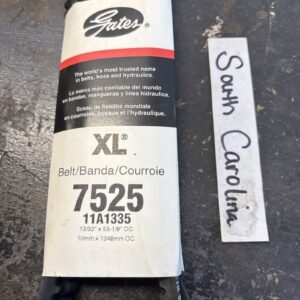 Gates
The world's most trusted name
in belts, hose and hydraulics.
La marca más confiable del mundo
en bandas, mangueras y línea hidráulica.
Sceau de fiabilité mondiale
en courroies, boyaux et l'hydraulique.
XL®
Belt/Banda/Courroie
7525
11A1335
13/32" x 53-1/8" OC
10mm x 1348mm OC
South Carolina